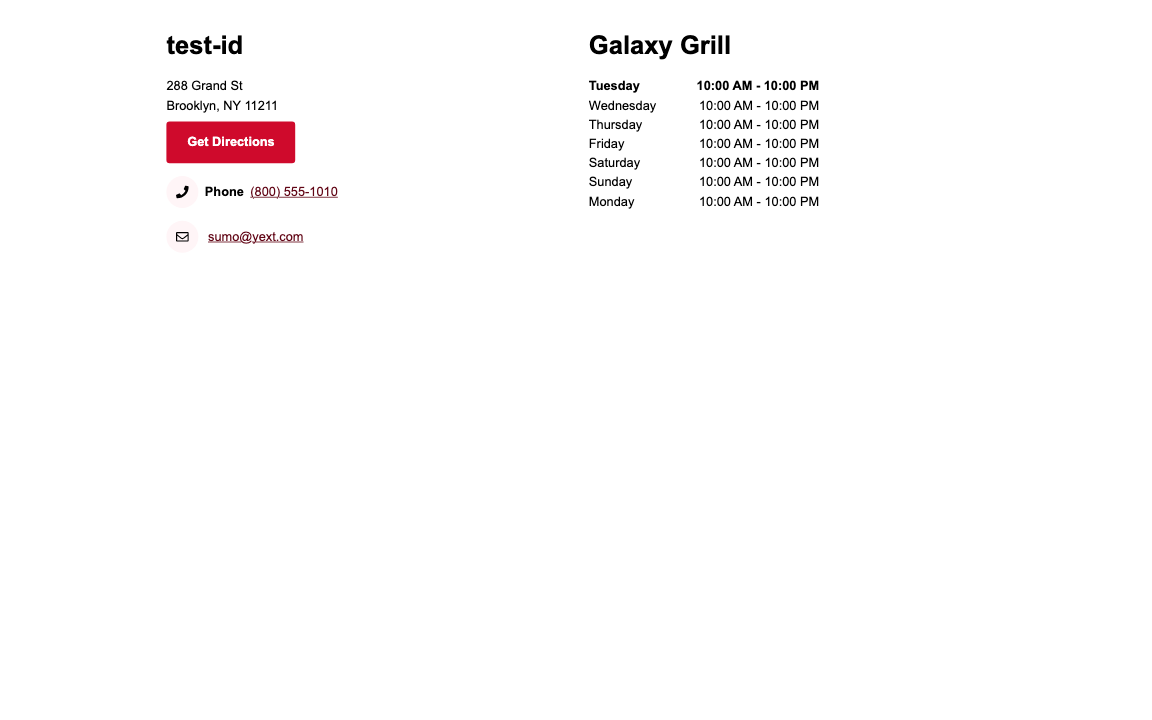 test-id
288 Grand St
Brooklyn, NY 11211
Get Directions
Phone (800) 555-1010
sumo@yext.com
Galaxy Grill
Tuesday 10:00 AM - 10:00 PM
Wednesday 10:00 AM - 10:00 PM
Thursday 10:00 AM - 10:00 PM
Friday 10:00 AM - 10:00 PM
Saturday 10:00 AM - 10:00 PM
Sunday 10:00 AM - 10:00 PM
Monday 10:00 AM - 10:00 PM